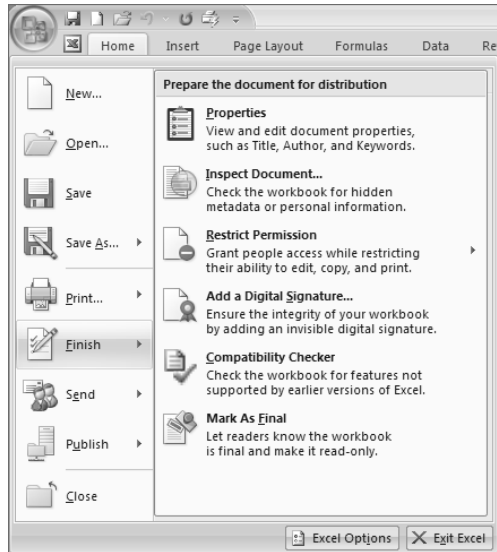 Home Insert Page Layout Formulas Data Re
New...
Open...
Save
Save As...
Print...
Finish
Send
Publish
Close
Prepare the document for distribution
Properties
View and edit document properties,
such as Title, Author, and Keywords.
Inspect Document...
Check the workbook for hidden
metadata or personal information.
Restrict Permission
Grant people access while restricting
their ability to edit, copy, and print.
Add a Digital Signature...
Ensure the integrity of your workbook
by adding an invisible digital signature.
Compatibility Checker
Check the workbook for features not
supported by earlier versions of Excel.
Mark As Final
Let readers know the workbook
is final and make it read-only.
Excel Options Exit Excel